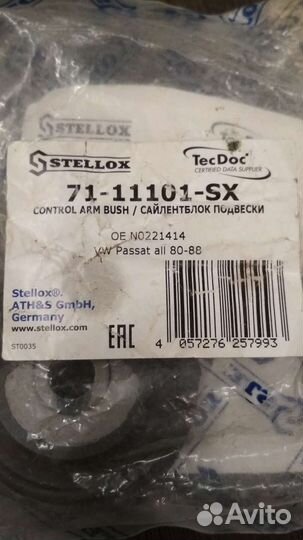 STELLOX
STELLOX
TecDoc
CERTIFIED DATA SUPPLIER
71-11101-SX
CONTROL ARM BUSH / САЙЛЕНТБЛОК ПОДВЕСКИ
OE N0221414
VW Passat all 80-88
Stellox®.
ATH&S GmbH,
Germany
www.stellox.com
ST0035
EAC
4 057276 257993
Avito